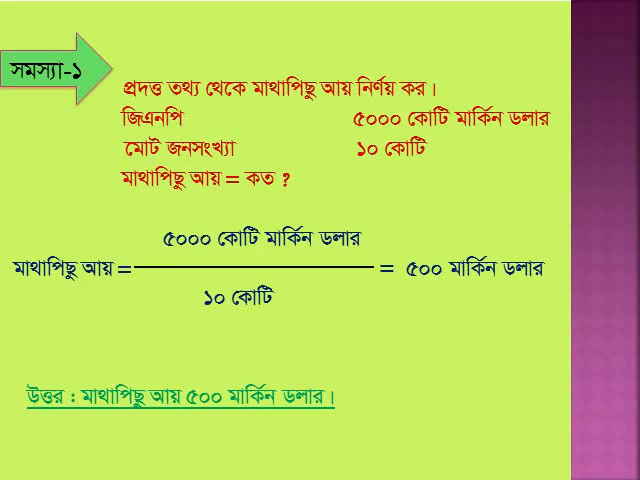 সমস্যা-১
প্রদত্ত তথ্য থেকে মাথাপিছু আয় নির্ণয় কর।
জিএনপি ৫০০০ কোটি মার্কিন ডলার
মোট জনসংখ্যা ১০ কোটি
মাথাপিছু আয় = কত ?
৫০০০ কোটি মার্কিন ডলার
মাথাপিছু আয় = = ৫০০ মার্কিন ডলার
১০ কোটি
উত্তর : মাথাপিছু আয় ৫০০ মার্কিন ডলার।